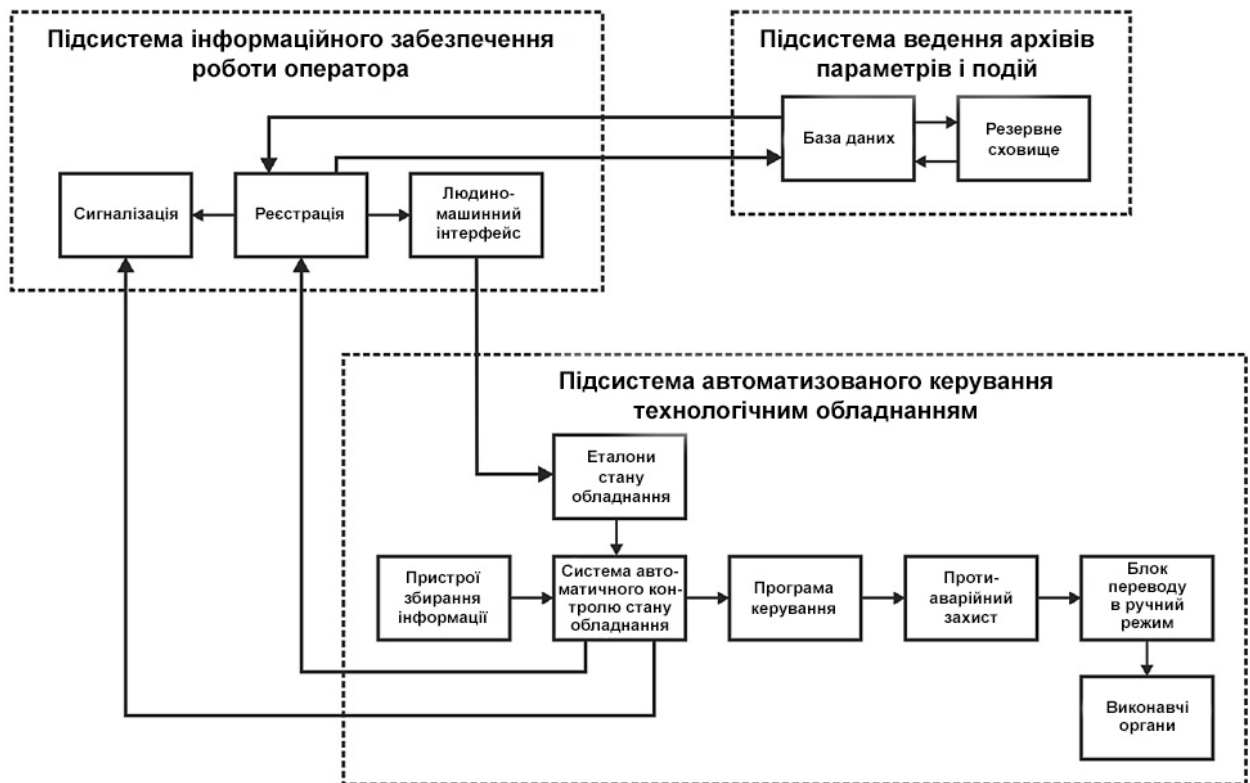 Підсистема інформаційного забезпечення
роботи оператора
Підсистема ведення архівів
параметрів і подій
База даних
Резервне
сховище
Сигналізація
Реєстрація
Людино-
машинний
інтерфейс
Підсистема автоматизованого керування
технологічним обладнанням
Еталони
стану
обладнання
Пристрої
збирання
інформації
Система авто-
матичного кон-
тролю стану
обладнання
Програма
керування
Проти-
аварійний
захист
Блок
переводу
в ручний
режим
Виконавчі
органи